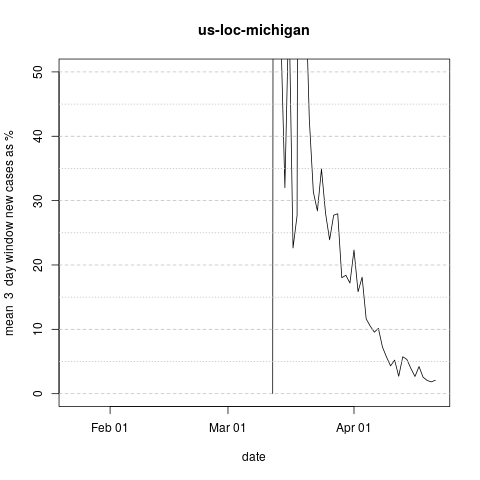 us-loc-michigan
mean 3 day window new cases as %
50
40
30
20
10
0
Feb 01
Mar 01
Apr 01
date